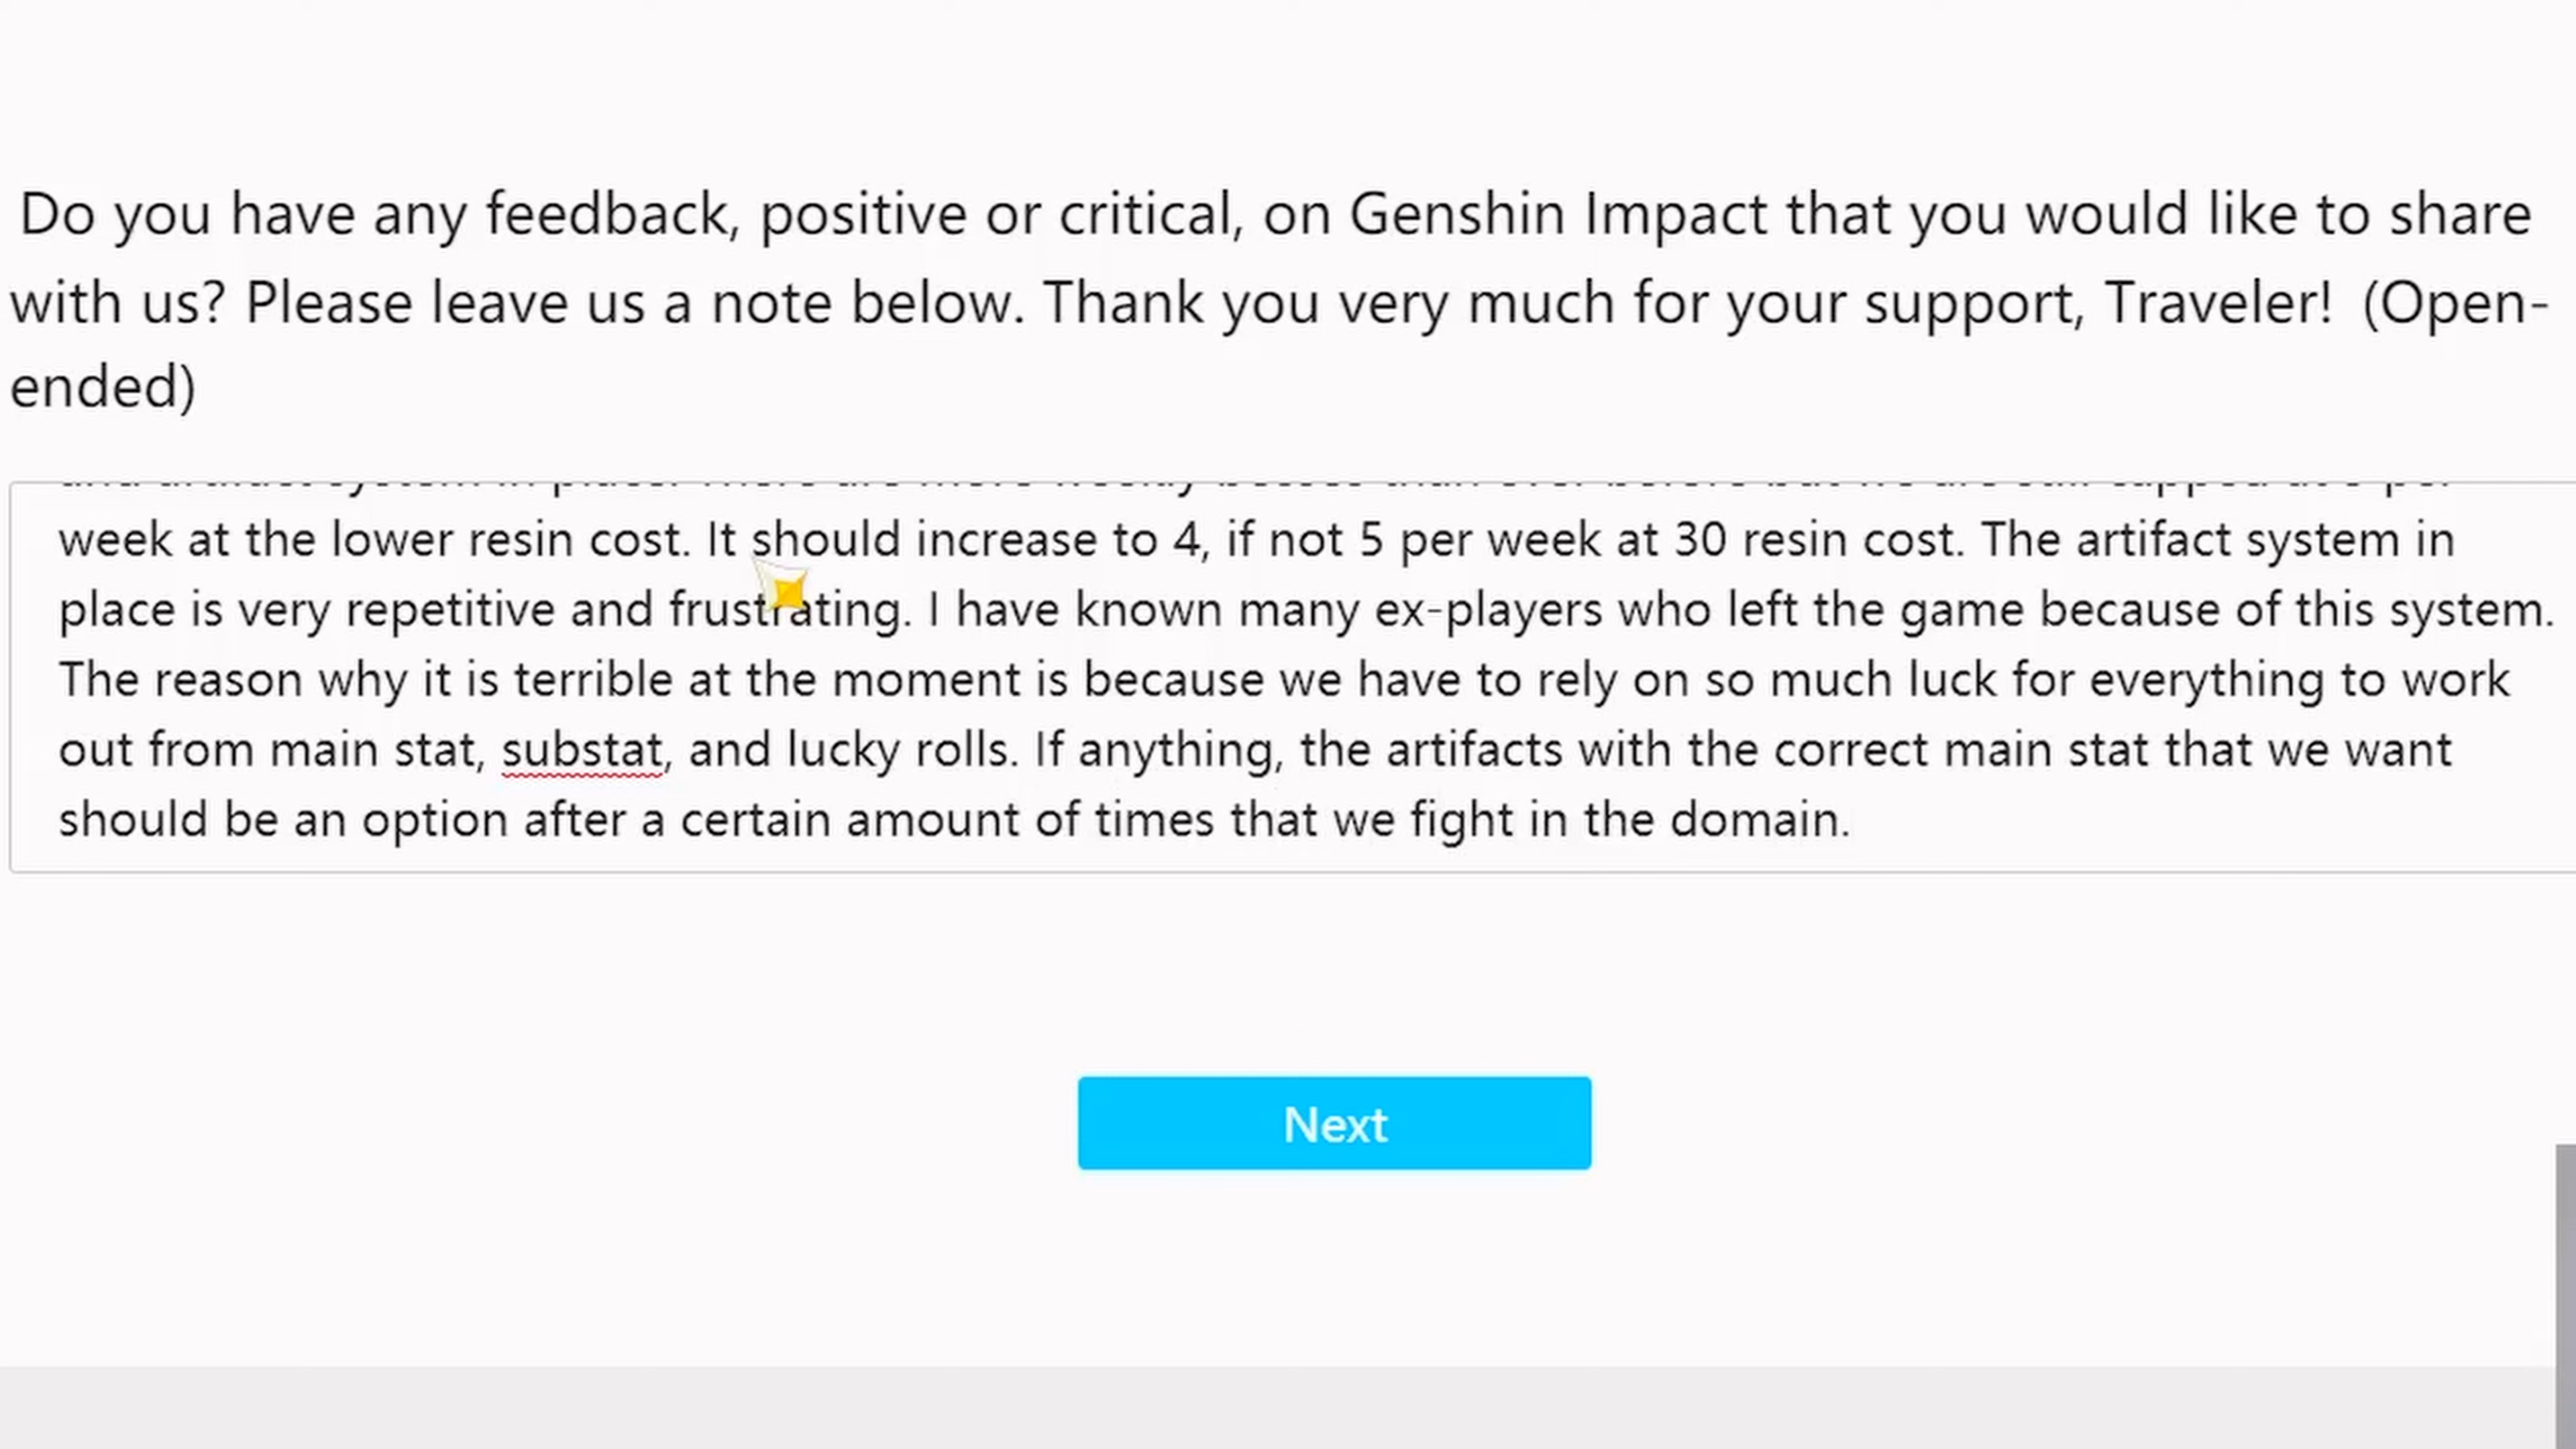 Do you have any feedback, positive or critical, on Genshin Impact that you would like to share
with us? Please leave us a note below. Thank you very much for your support, Traveler! (Open-
ended)
week at the lower resin cost. It should increase to 4, if not 5 per week at 30 resin cost. The artifact system in
place is very repetitive and frustrating. I have known many ex-players who left the game because of this system.
The reason why it is terrible at the moment is because we have to rely on so much luck for everything to work
out from main stat, substat, and lucky rolls. If anything, the artifacts with the correct main stat that we want
should be an option after a certain amount of times that we fight in the domain.
Next